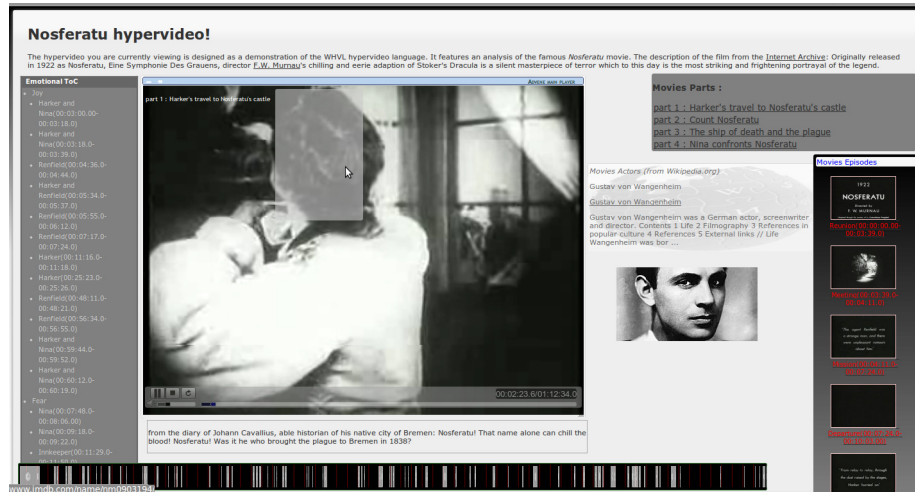 Nosferatu hypervideo!
The hypervideo you are currently viewing is designed as a demonstration of the WHVL hypervideo language. It features an analysis of the famous Nosferatu movie. The description of the film from the Internet Archive: Originally released
in 1922 as Nosferatu, Eine Symphonie Des Grauens, director F.W. Murnau's chilling and eerie adaption of Stoker's Dracula is a silent masterpiece of terror which to this day is the most striking and frightening portrayal of the legend.
Emotional ToC
Joy
Harker and
Nina(00:03:00.00-
00:03:18.0)
Harker and
Nina(00:03:18.0-
00:03:39.0)
Renfield(00:04:36.0-
00:04:44.0)
Harker and
Renfield(00:05:34.0-
00:05:37.0)
Renfield(00:05:55.0-
00:06:12.0)
Renfield(00:07:17.0-
00:07:24.0)
Harker(00:11:16.0-
00:11:18.0)
Harker(00:25:23.0-
00:25:26.0)
Renfield(00:48:11.0-
00:48:21.0)
Renfield(00:56:34.0-
00:56:55.0)
Harker and
Nina(00:59:44.0-
00:59:52.0)
Harker and
Nina(00:60:12.0-
00:60:19.0)
Fear
Nina(00:07:48.0-
00:08:06.00)
Nina(00:09:18.0-
00:09:22.0)
Innkeeper(00:11:29.0-
Advene main player
part 1 : Harker's travel to Nosferatu's castle
00:02:23.6/01:12:34.0
from the diary of Johann Cavallius, able historian of his native city of Bremen: Nosferatu! That name alone can chill the
blood! Nosferatu! Was it he who brought the plague to Bremen in 1838?
Movies Parts :
part 1 : Harker's travel to Nosferatu's castle
part 2 : Count Nosferatu
part 3 : The ship of death and the plague
part 4 : Nina confronts Nosferatu
Movies Actors (from Wikipedia.org)
Gustav von Wangenheim
Gustav von Wangenheim
Gustav von Wangenheim was a German actor, screenwriter
and director. Contents 1 Life 2 Filmography 3 References in
popular culture 4 References 5 External links // Life
Wangenheim was bor ...
Movies Episodes
1922
NOSFERATU
Directed by
F. W. MURNAU
Reunion(00:00:00.00-
00:03:39.0)
www.imdb.com/name/nm0903194/